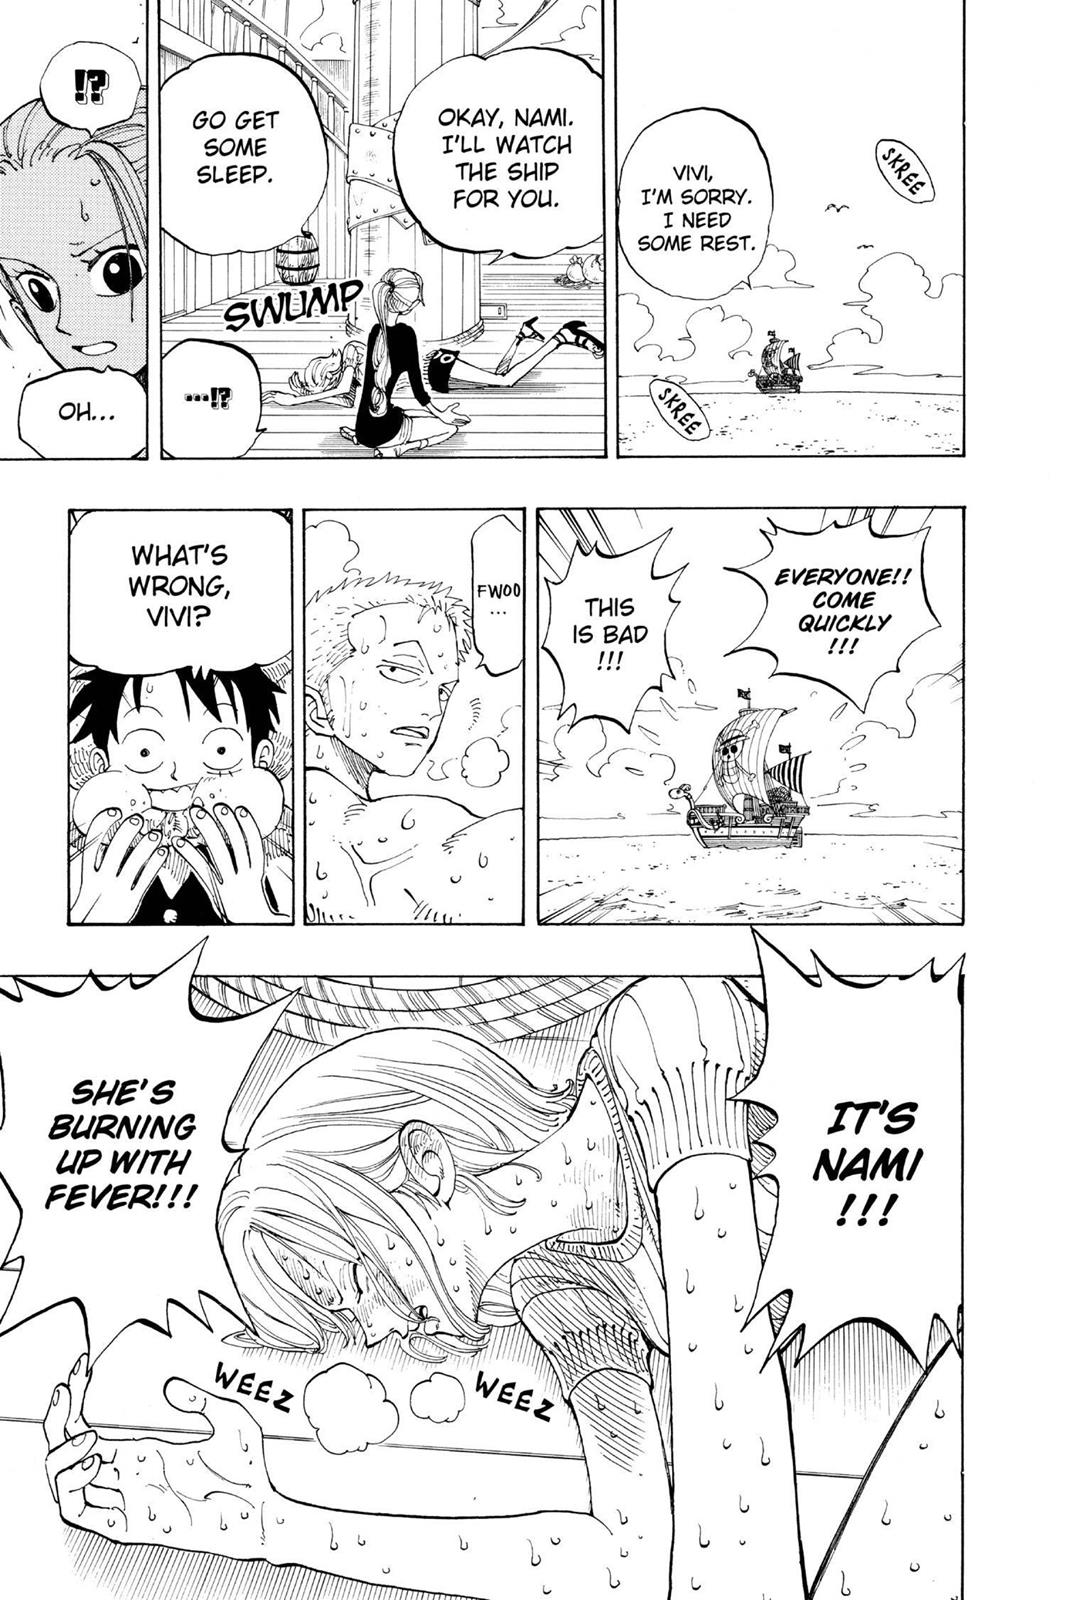 SKREE
VIVI,
I'M SORRY.
I NEED
SOME REST.
SKREE
OKAY, NAMI.
I'LL WATCH
THE SHIP
FOR YOU.
GO GET
SOME
SLEEP.
SWUMP
...!?
!?
OH...
EVERYONE!!
COME
QUICKLY
!!!
THIS
IS BAD
!!!
FWOO
...
WHAT'S
WRONG,
VIVI?
IT'S
NAMI
!!!
SHE'S
BURNING
UP WITH
FEVER!!!
WEEZ
WEEZ